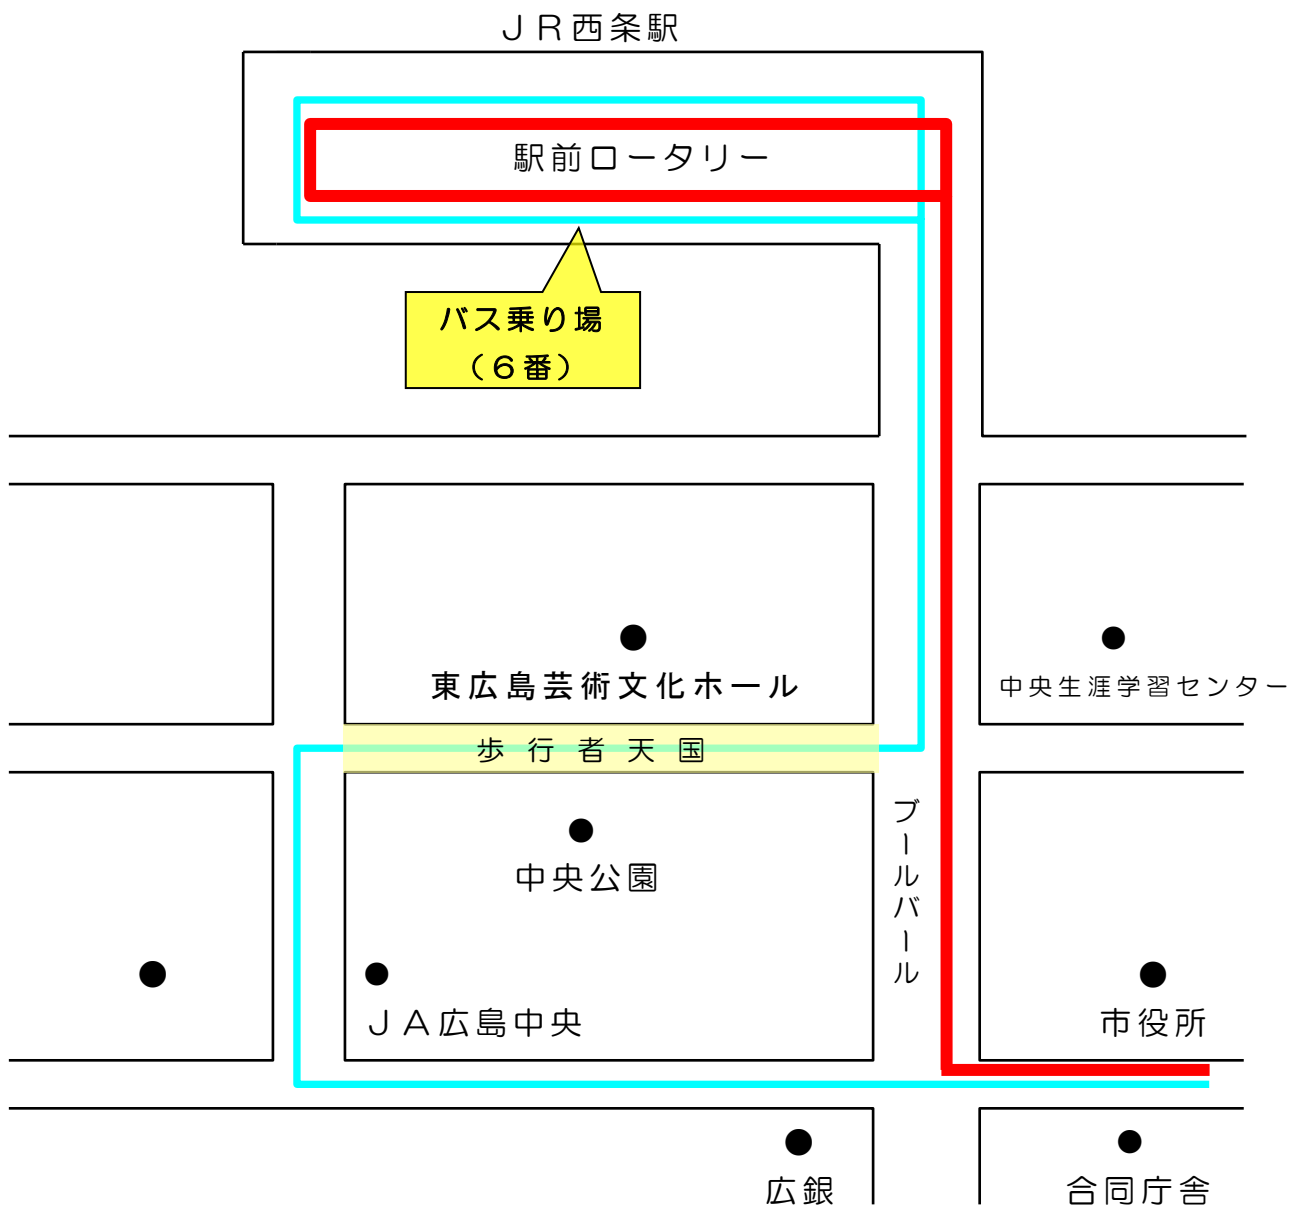 ＪＲ西条駅
駅前ロータリー
バス乗り場
（６番）
東広島芸術文化ホール
中央生涯学習センター
歩行者天国
ブールバール
中央公園
ＪＡ広島中央
市役所
広銀
合同庁舎